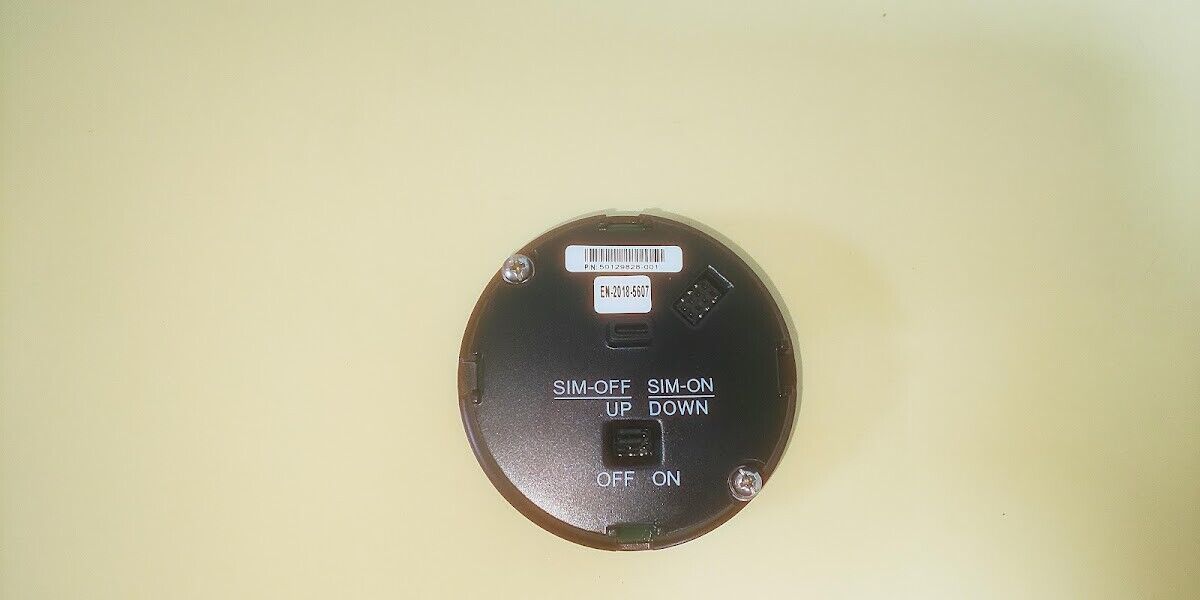 P/N: 50129828-001
EN-2018-5607
SIM-OFF SIM-ON
UP DOWN
OFF ON